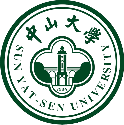 中山大學
SUN YAT-SEN UNIVERSITY